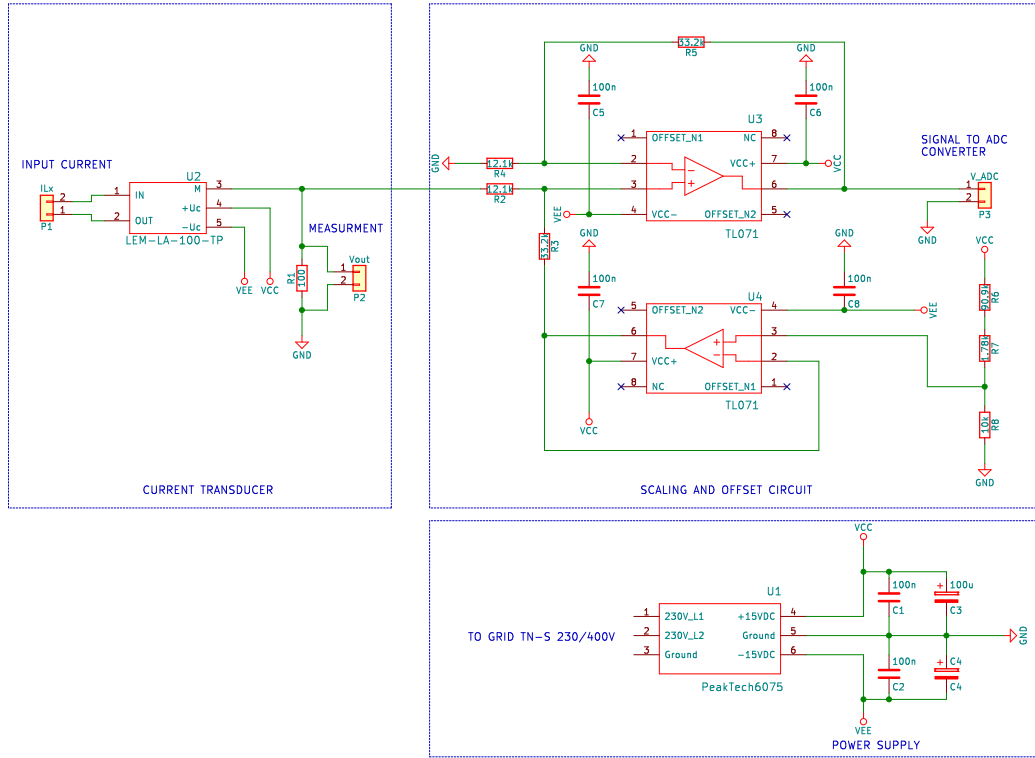 INPUT CURRENT
ILx
2
1
P1
U2
1 IN
2 OUT
M 3
+Uc 4
-Uc 5
LEM-LA-100-TP
VEE
VCC
MEASURMENT
R1
100
Vout
1
2
P2
GND
CURRENT TRANSDUCER
33.2k
R5
GND
100n
C5
GND
100n
C6
U3
1 OFFSET_N1
NC 8
2
VCC+ 7
VCC
3
6
4 VCC-
OFFSET_N2 5
TL071
GND
12.1k
R4
12.1k
R2
VEE
33.2k
R3
SIGNAL TO ADC
CONVERTER
V_ADC
1
2
P3
GND
GND
100n
C7
GND
100n
C8
U4
5 OFFSET_N2
VCC- 4
VEE
6
3
7 VCC+
2
8 NC
OFFSET_N1 1
TL071
VCC
VCC
90.9k
R6
1.78k
R7
10k
R8
GND
SCALING AND OFFSET CIRCUIT
VCC
TO GRID TN-S 230/400V
U1
1 230V_L1
+15VDC 4
2 230V_L2
Ground 5
3 Ground
-15VDC 6
PeakTech6075
100n
C1
+ 100u
C3
GND
100n
C2
+ C4
C4
VEE
POWER SUPPLY